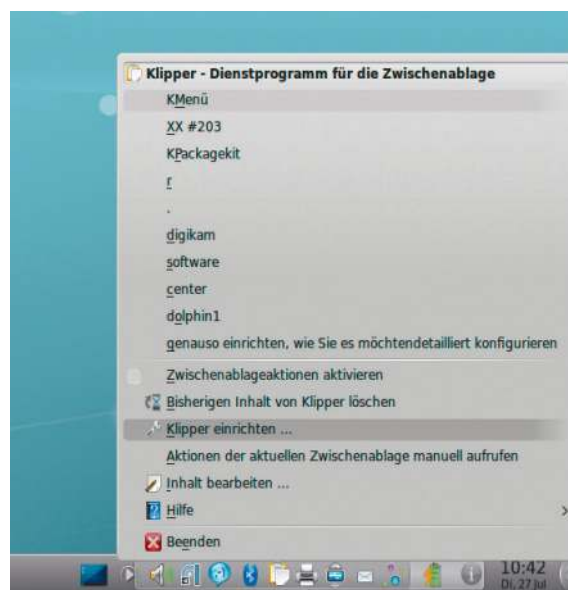 Klipper - Dienstprogramm für die Zwischenablage
KMenü
XX #203
KPackagekit
r
.
digikam
software
center
dolphin1
genauso einrichten, wie Sie es möchtendetailliert konfigurieren
Zwischenablageaktionen aktivieren
Bisherigen Inhalt von Klipper löschen
Klipper einrichten ...
Aktionen der aktuellen Zwischenablage manuell aufrufen
Inhalt bearbeiten ...
Hilfe
Beenden
10:42
Di, 27 Jul